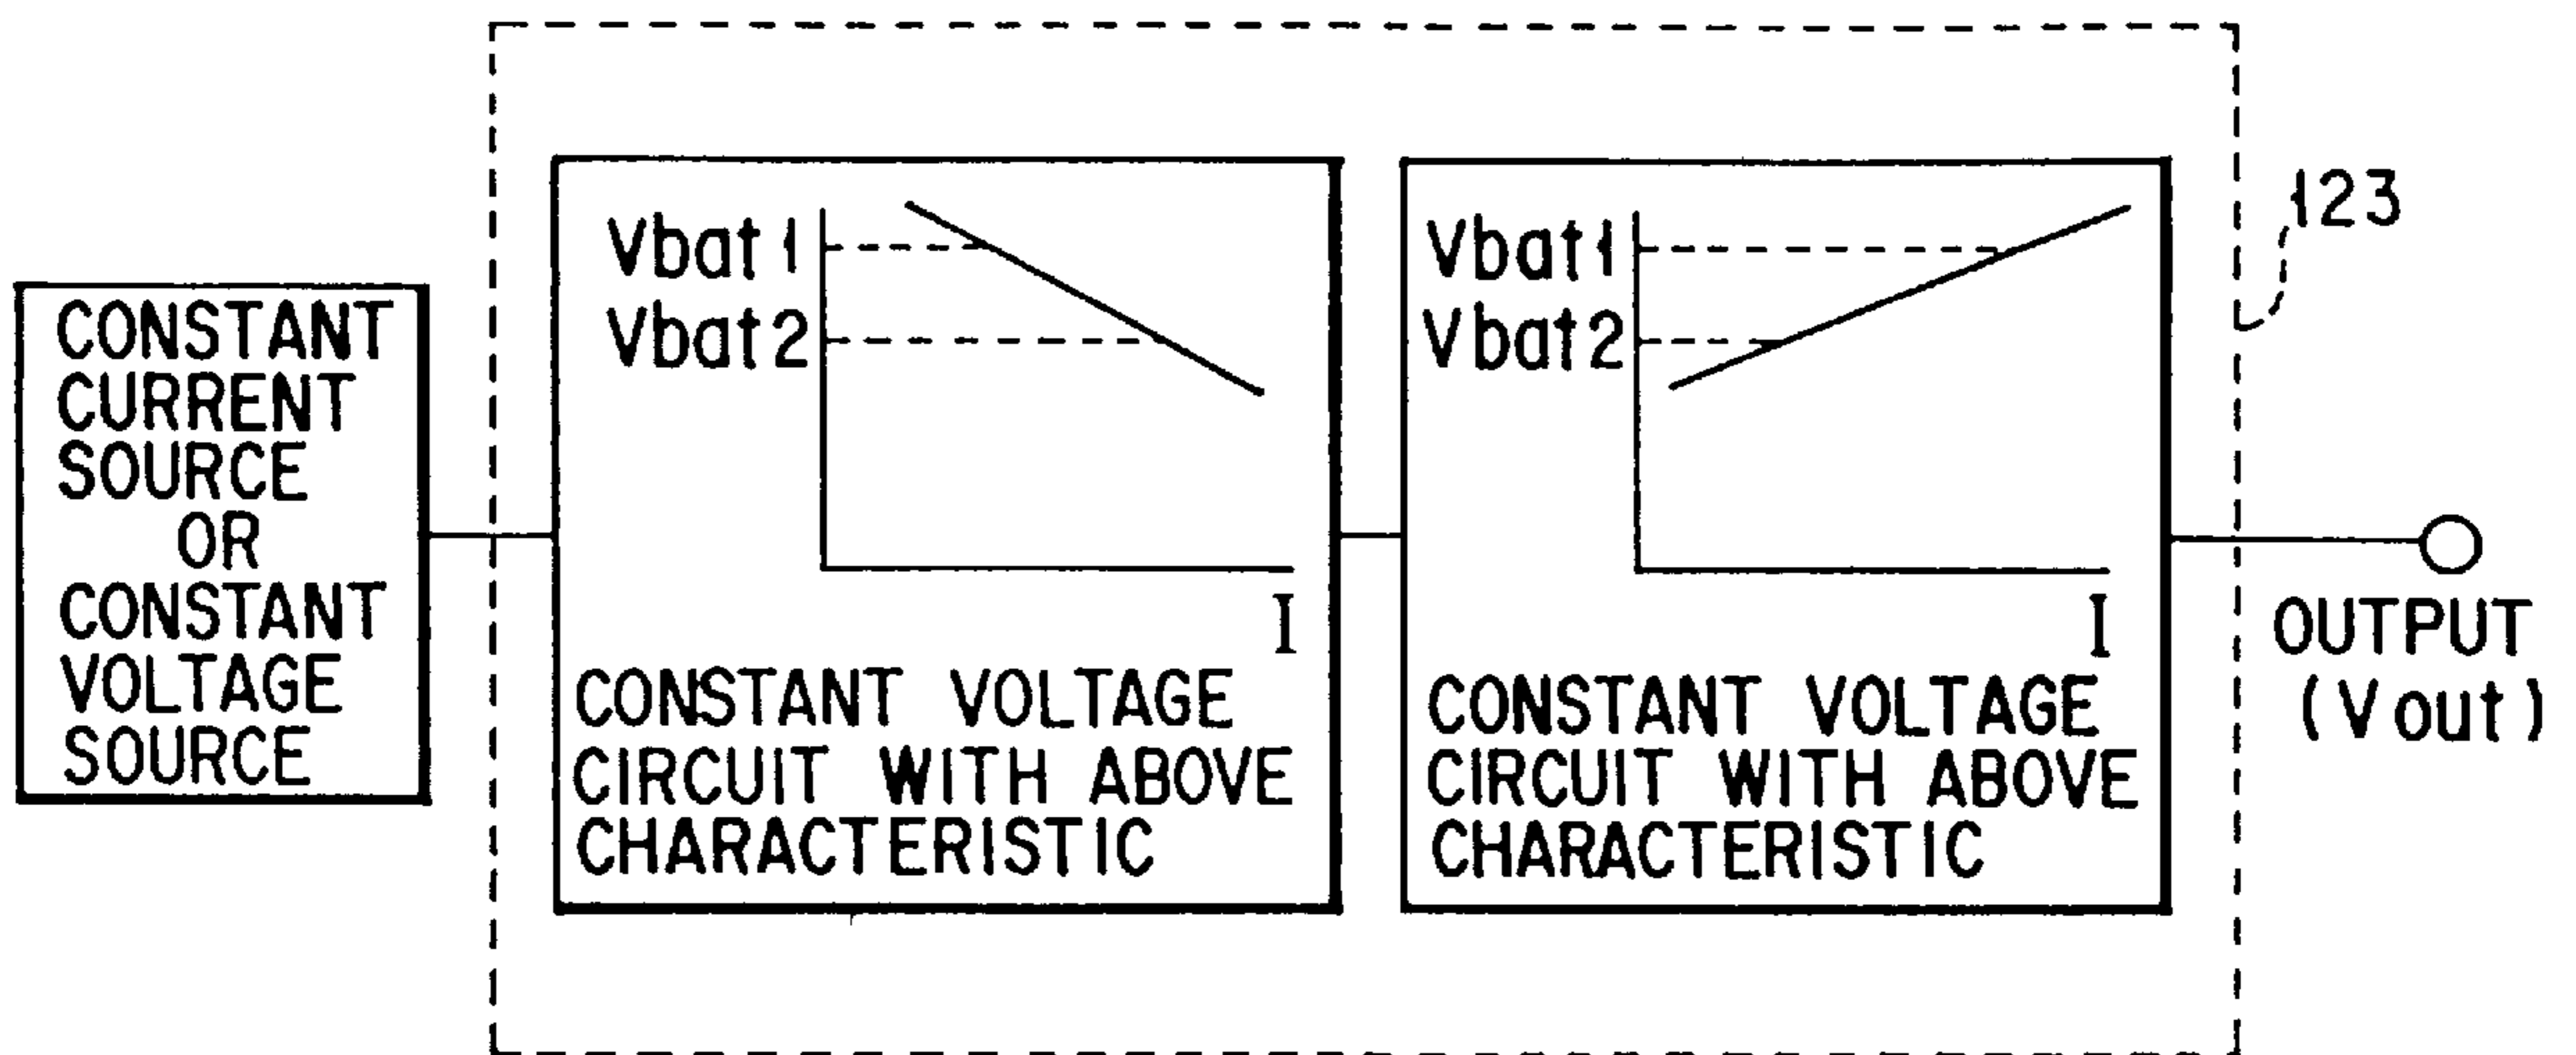 CONSTANT
CURRENT
SOURCE
OR
CONSTANT
VOLTAGE
SOURCE
Vbat1
Vbat2
I
CONSTANT VOLTAGE
CIRCUIT WITH ABOVE
CHARACTERISTIC
Vbat1
Vbat2
I
CONSTANT VOLTAGE
CIRCUIT WITH ABOVE
CHARACTERISTIC
123
OUTPUT
(Vout)